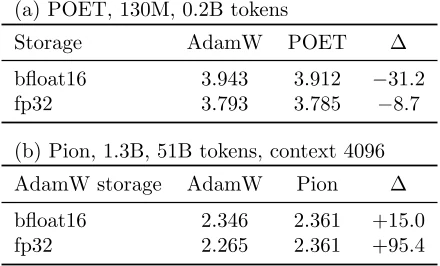 (a) POET, 130M, 0.2B tokens
Storage AdamW POET Δ
bfloat16 3.943 3.912 −31.2
fp32 3.793 3.785 −8.7
(b) Pion, 1.3B, 51B tokens, context 4096
AdamW storage AdamW Pion Δ
bfloat16 2.346 2.361 +15.0
fp32 2.265 2.361 +95.4